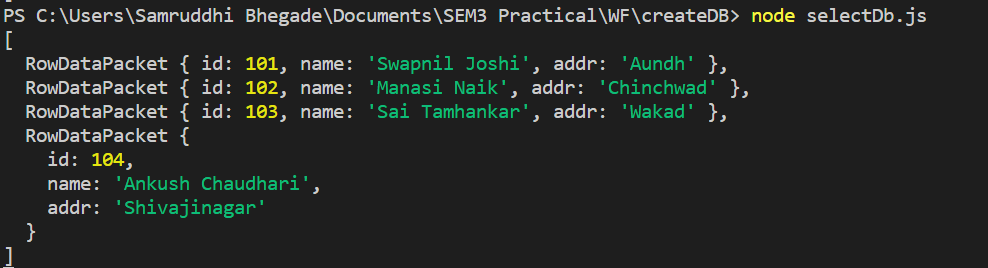 PS C:\Users\Samruddhi Bhegade\Documents\SEM3 Practical\WF\createDB> node selectDb.js
[
  RowDataPacket { id: 101, name: 'Swapnil Joshi', addr: 'Aundh' },
  RowDataPacket { id: 102, name: 'Manasi Naik', addr: 'Chinchwad' },
  RowDataPacket { id: 103, name: 'Sai Tamhankar', addr: 'Wakad' },
  RowDataPacket {
    id: 104,
    name: 'Ankush Chaudhari',
    addr: 'Shivajinagar'
  }
]